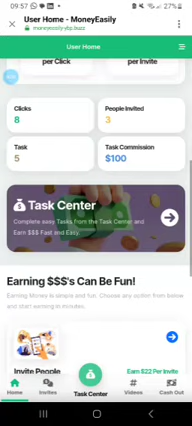 09:57
User Home - MoneyEasily
moneyeasily-ybp.buzz
User Home
per Click
per Invite
Clicks
8
People Invited
3
Task
5
Task Commission
$100
Task Center
Complete easy Tasks from the Task Center and
Earn $$$ Fast and Easy.
Earning $$$'s Can Be Fun!
Earning Money is simple and fun. Choose any option from below
and start earning in minutes.
Invite People
Earn $22 Per Invite
Home
Invites
Task Center
Videos
Cash Out